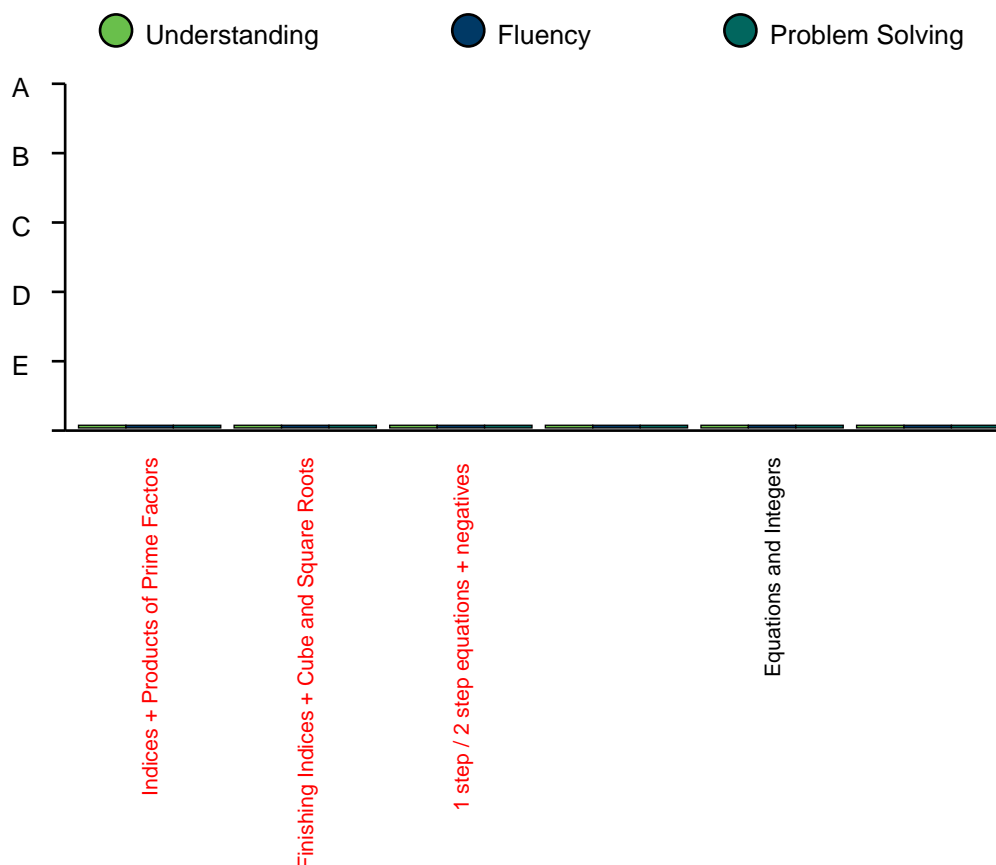 Understanding
Fluency
Problem Solving
A
B
C
D
E
Indices + Products of Prime Factors
Finishing Indices + Cube and Square Roots
1 step / 2 step equations + negatives
Equations and Integers